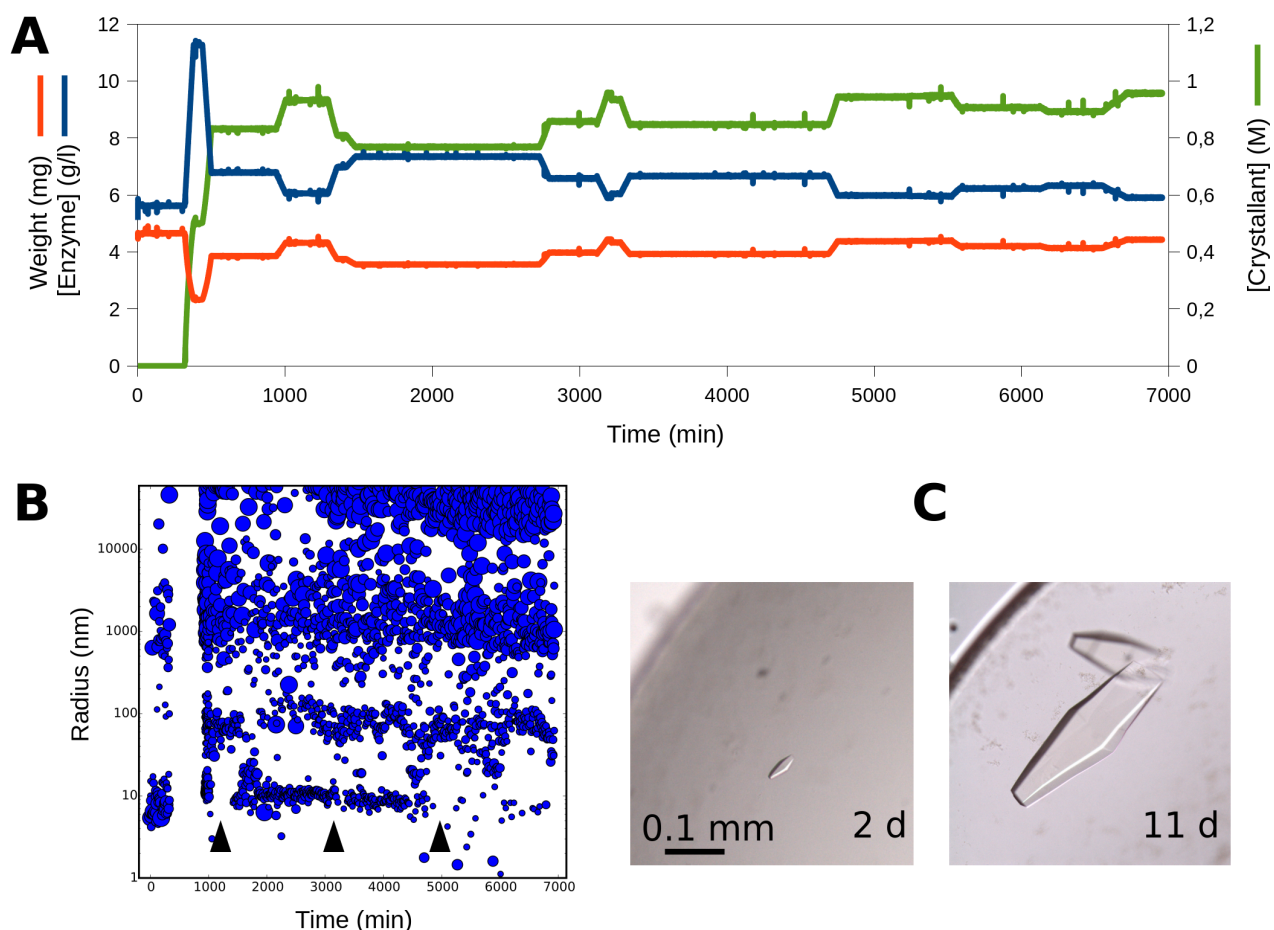 A
Weight (mg)
[Enzyme] (g/l)
[Crystallant] (M)
12
10
8
6
4
2
0
1,2
1
0,8
0,6
0,4
0,2
0
0 1000 2000 3000 4000 5000 6000 7000
Time (min)
B
Radius (nm)
10000
1000
100
10
1
0 1000 2000 3000 4000 5000 6000 7000
Time (min)
C
0.1 mm
2 d
11 d